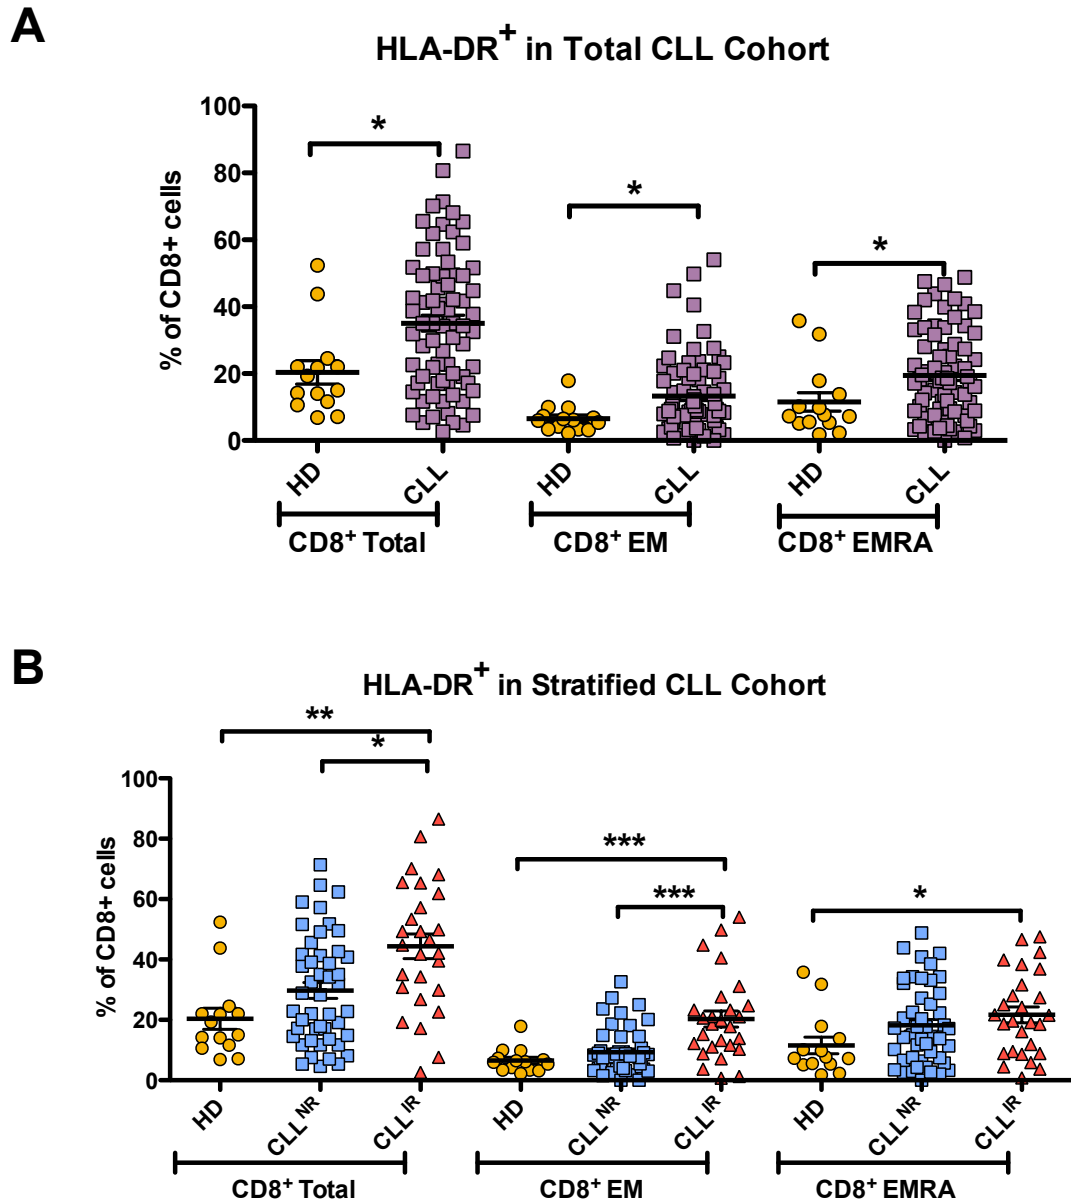 A
HLA-DR+ in Total CLL Cohort
% of CD8+ cells
100
80
60
40
20
0
*
*
*
HD
CLL
HD
CLL
HD
CLL
CD8+ Total
CD8+ EM
CD8+ EMRA
B
HLA-DR+ in Stratified CLL Cohort
% of CD8+ cells
100
80
60
40
20
0
**
*
***
***
*
HD
CLL NR
CLL IR
HD
CLL NR
CLL IR
HD
CLL NR
CLL IR
CD8+ Total
CD8+ EM
CD8+ EMRA